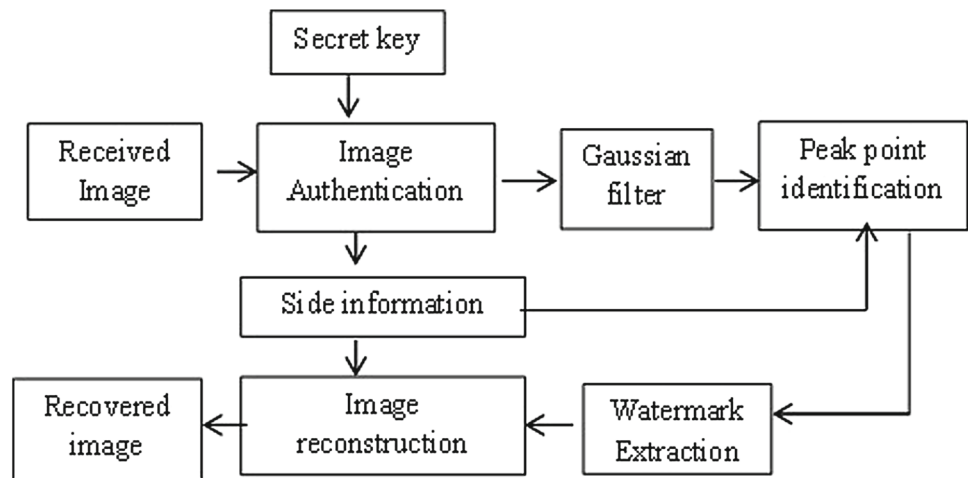 Secret key
Received
Image
Image
Authentication
Gaussian
filter
Peak point
identification
Side information
Recovered
image
Image
reconstruction
Watermark
Extraction